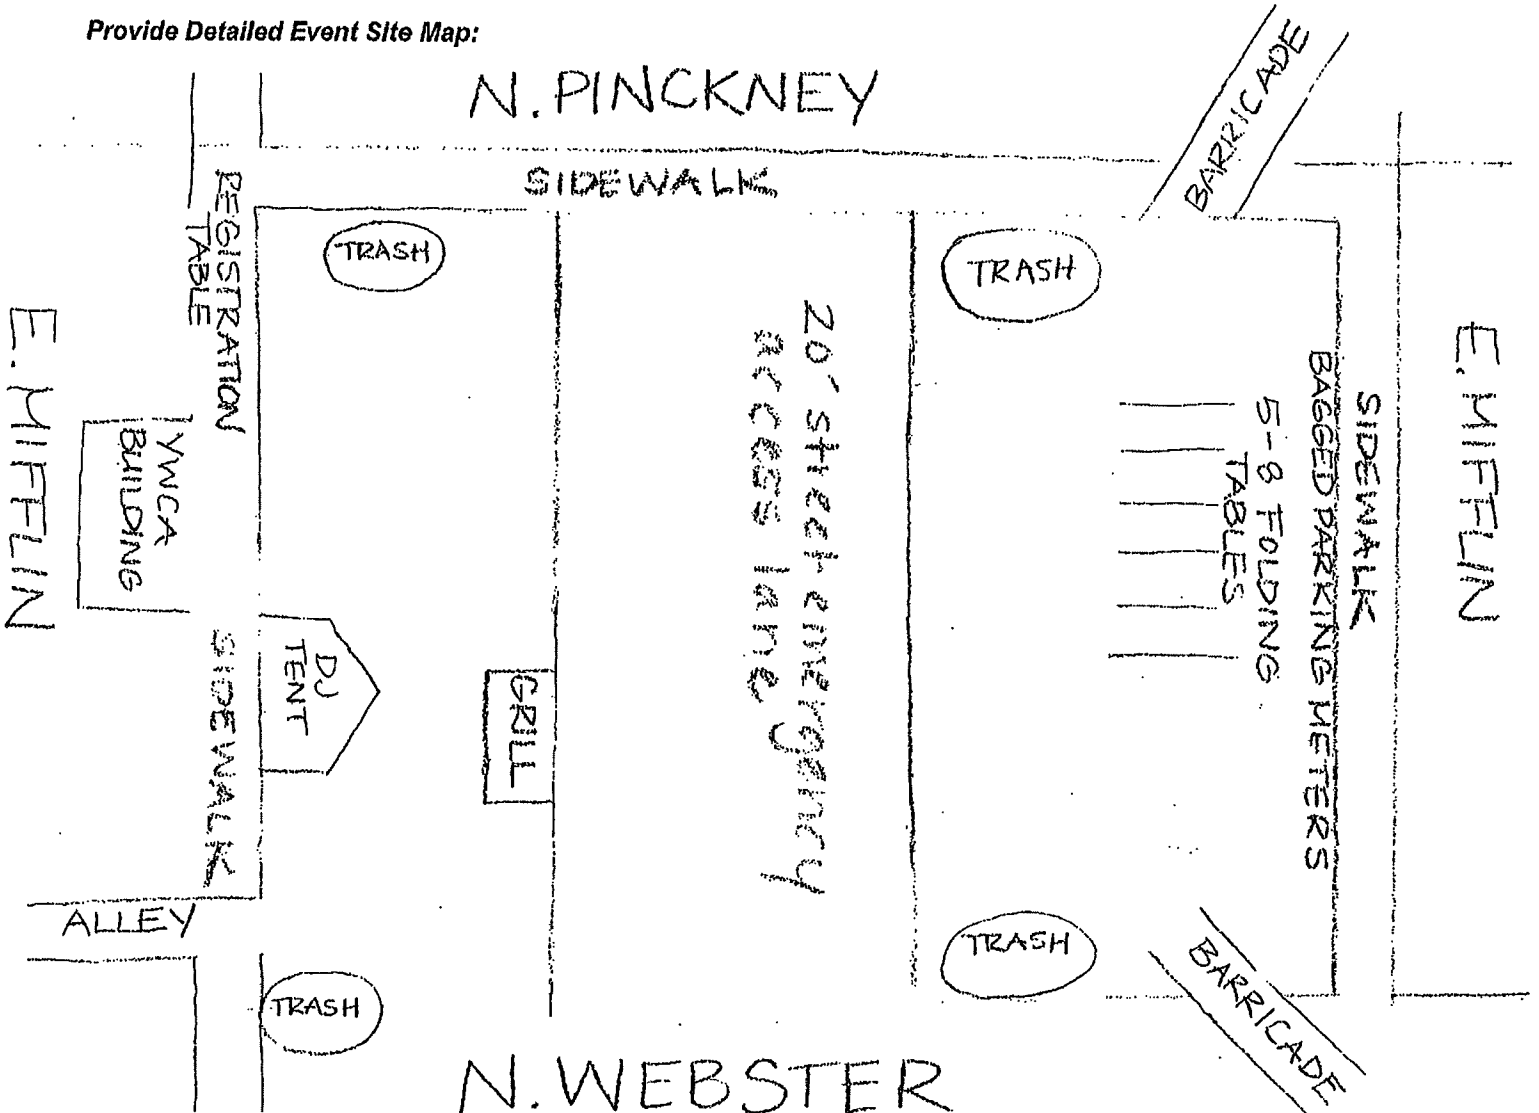 Provide Detailed Event Site Map:
N. PINCKNEY
BARRICADE
SIDEWALK
REGISTRATION
TABLE
TRASH
TRASH
E. MIFFLIN
YWCA
BUILDING
20' street emergency
access lane
5-8 FOLDING
TABLES
BAGGED PARKING METERS
SIDEWALK
E. MIFFLIN
DJ
TENT
GRILL
SIDEWALK
ALLEY
TRASH
TRASH
BARRICADE
N. WEBSTER